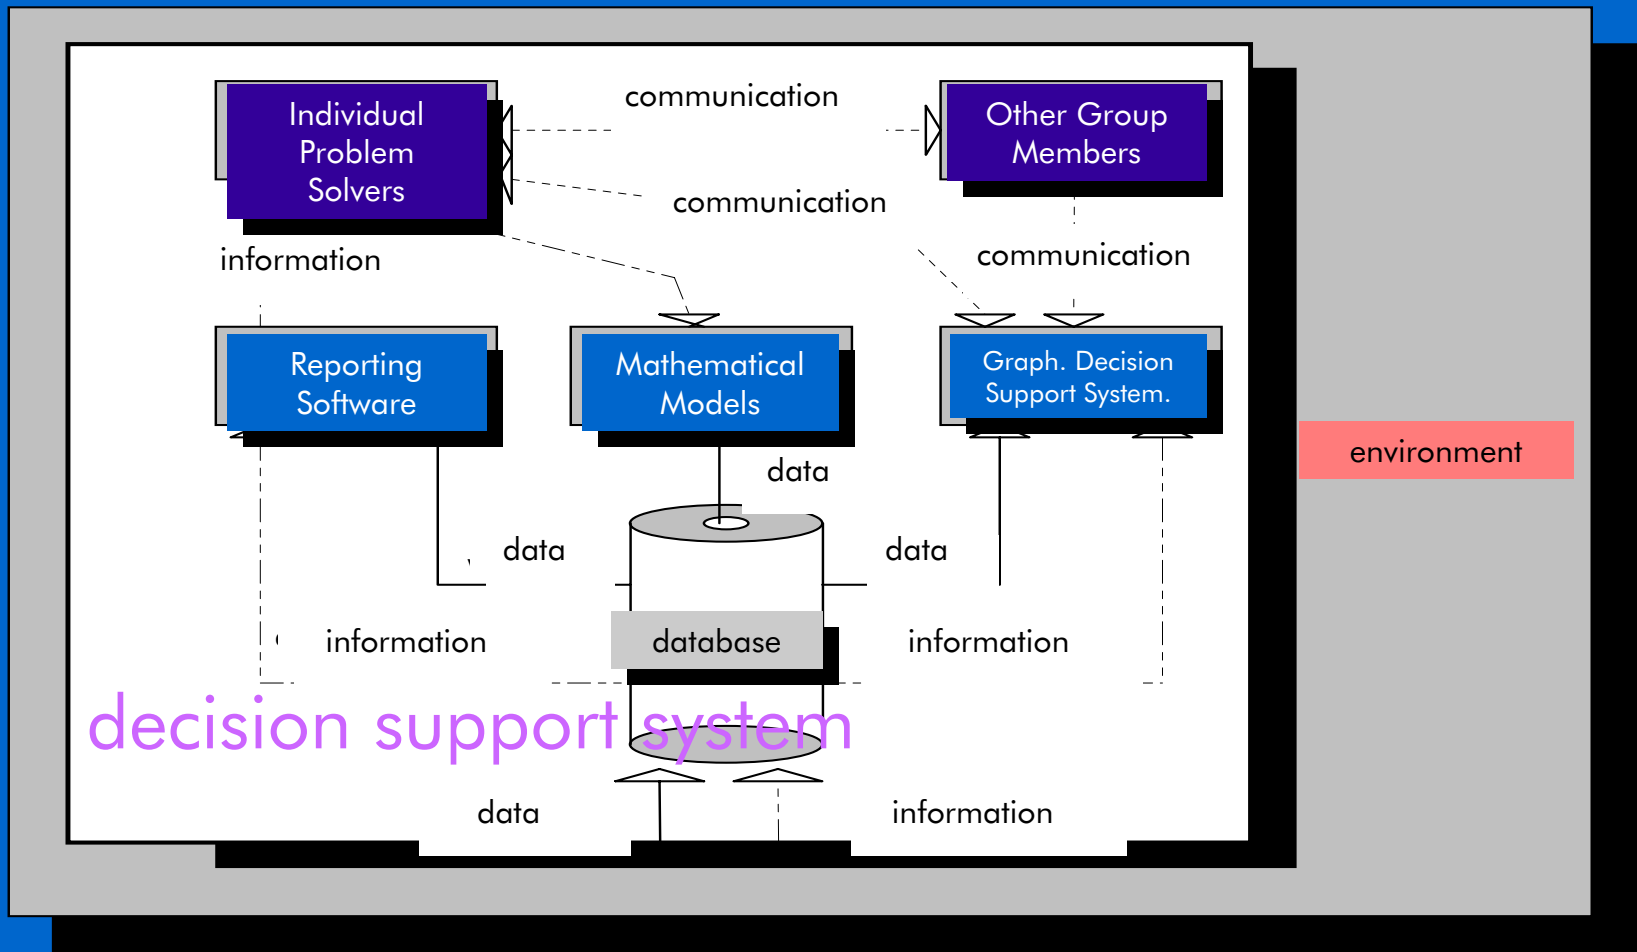 communication
Individual
Problem
Solvers
Other Group
Members
communication
information
communication
Reporting
Software
Mathematical
Models
Graph. Decision
Support System.
environment
data
data
data
information
database
information
decision support system
data
information